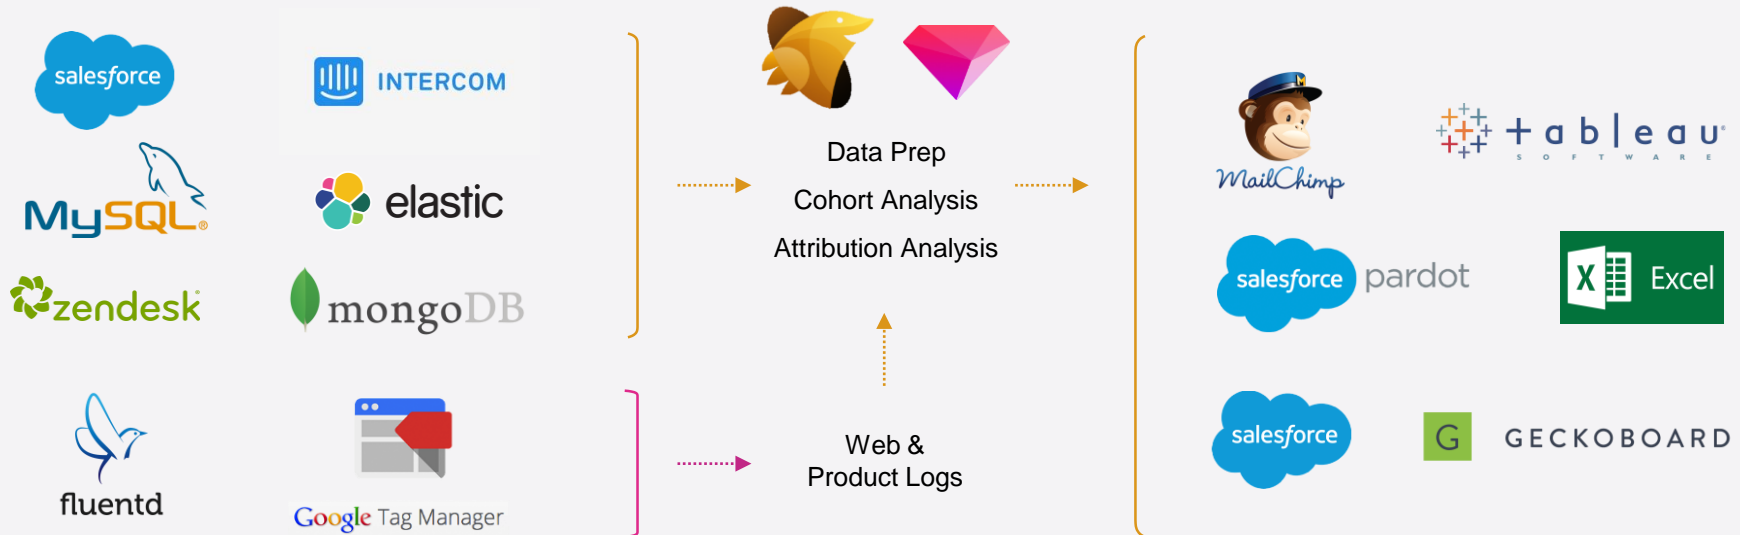 salesforce
INTERCOM
MySQL®
elastic
zendesk
mongoDB
fluentd
Google Tag Manager
Data Prep
Cohort Analysis
Attribution Analysis
Web &
Product Logs
M
MailChimp
+ableau
SOFTWARE
salesforce pardot
X Excel
salesforce
G GECKOBOARD